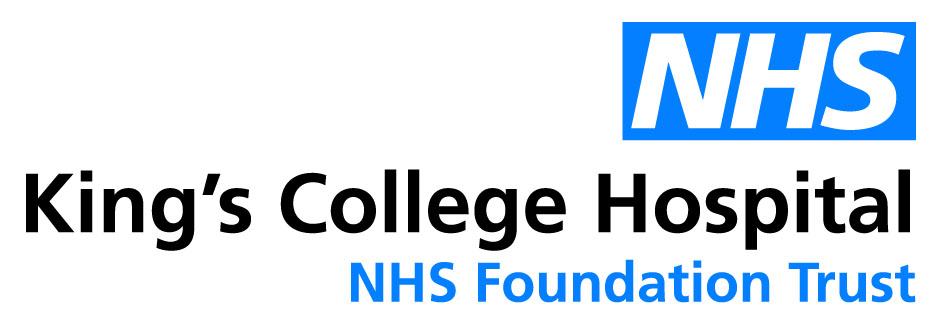 NHS
King’s College Hospital
NHS Foundation Trust